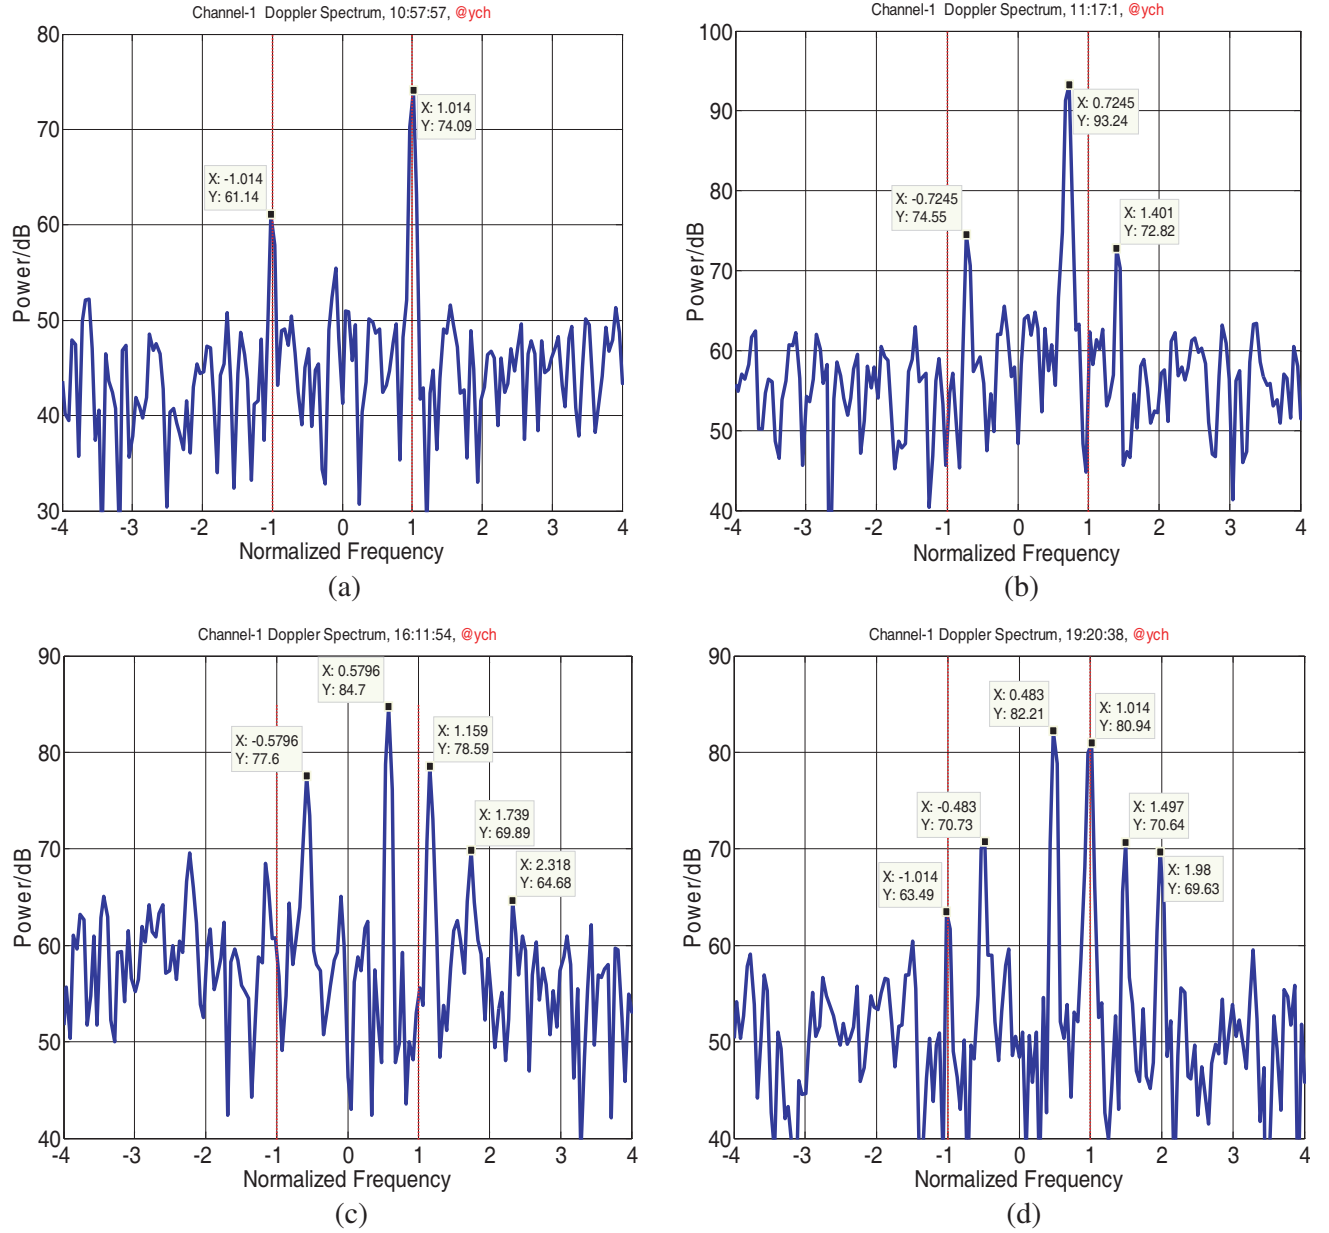 Channel-1 Doppler Spectrum, 10:57:57, @ych
80
70
60
50
40
30
Power/dB
X: 1.014
Y: 74.09
X: -1.014
Y: 61.14
-4 -3 -2 -1 0 1 2 3 4
Normalized Frequency
(a)
Channel-1 Doppler Spectrum, 11:17:1, @ych
100
90
80
70
60
50
40
Power/dB
X: 0.7245
Y: 93.24
X: -0.7245
Y: 74.55
X: 1.401
Y: 72.82
-4 -3 -2 -1 0 1 2 3 4
Normalized Frequency
(b)
Channel-1 Doppler Spectrum, 16:11:54, @ych
90
80
70
60
50
40
Power/dB
X: 0.5796
Y: 84.7
X: -0.5796
Y: 77.6
X: 1.159
Y: 78.59
X: 1.739
Y: 69.89
X: 2.318
Y: 64.68
-4 -3 -2 -1 0 1 2 3 4
Normalized Frequency
(c)
Channel-1 Doppler Spectrum, 19:20:38, @ych
90
80
70
60
50
40
Power/dB
X: 0.483
Y: 82.21
X: 1.014
Y: 80.94
X: -0.483
Y: 70.73
X: 1.497
Y: 70.64
X: -1.014
Y: 63.49
X: 1.98
Y: 69.63
-4 -3 -2 -1 0 1 2 3 4
Normalized Frequency
(d)